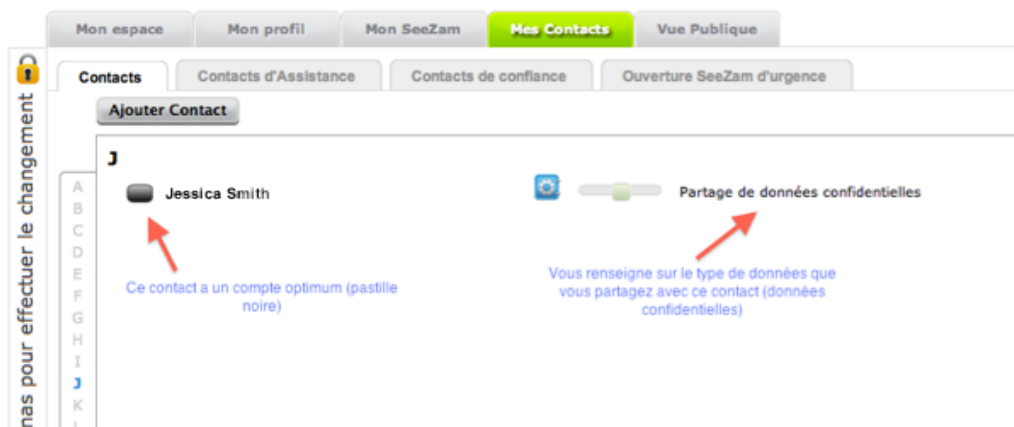 Mon espace Mon profil Mon SeeZam Mes Contacts Vue Publique
Contacts Contacts d'Assistance Contacts de confiance Ouverture SeeZam d'urgence
Ajouter Contact
J
Jessica Smith Partage de données confidentielles
Ce contact a un compte optimum (pastille
noire)
Vous renseigne sur le type de données que
vous partagez avec ce contact (données
confidentielles)
A
B
C
D
E
F
G
H
I
J
K
pour effectuer le changement